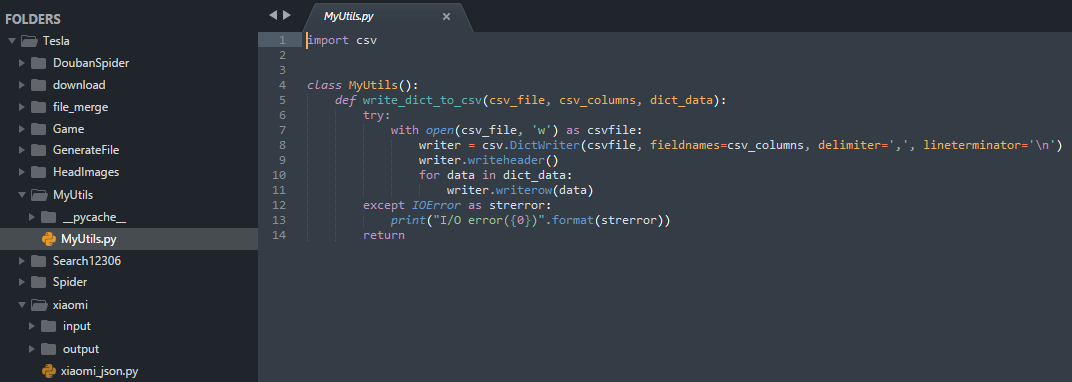 FOLDERS
Tesla
DoubanSpider
download
file_merge
Game
GenerateFile
HeadImages
MyUtils
__pycache__
MyUtils.py
Search12306
Spider
xiaomi
input
output
xiaomi_json.py
MyUtils.py ×
1 import csv
2
3
4 class MyUtils():
5     def write_dict_to_csv(csv_file, csv_columns, dict_data):
6         try:
7             with open(csv_file, 'w') as csvfile:
8                 writer = csv.DictWriter(csvfile, fieldnames=csv_columns, delimiter=',', lineterminator='\n')
9                 writer.writeheader()
10                 for data in dict_data:
11                     writer.writerow(data)
12         except IOError as strerror:
13             print("I/O error({0})".format(strerror))
14         return